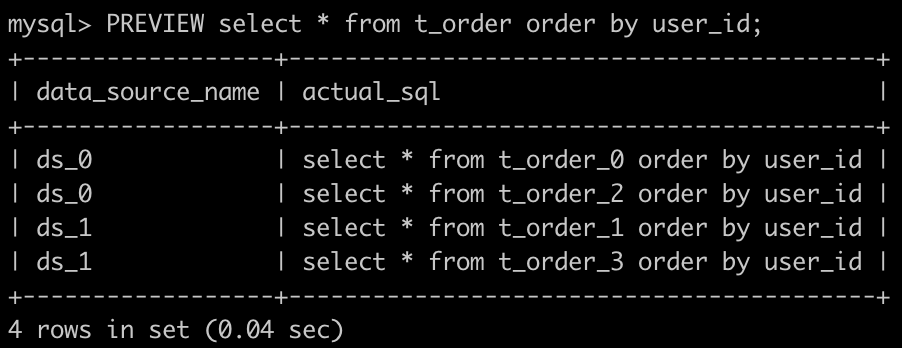 mysql> PREVIEW select * from t_order order by user_id;
+------------------+------------------------------------------+
| data_source_name | actual_sql                               |
+------------------+------------------------------------------+
| ds_0             | select * from t_order_0 order by user_id |
| ds_0             | select * from t_order_2 order by user_id |
| ds_1             | select * from t_order_1 order by user_id |
| ds_1             | select * from t_order_3 order by user_id |
+------------------+------------------------------------------+
4 rows in set (0.04 sec)